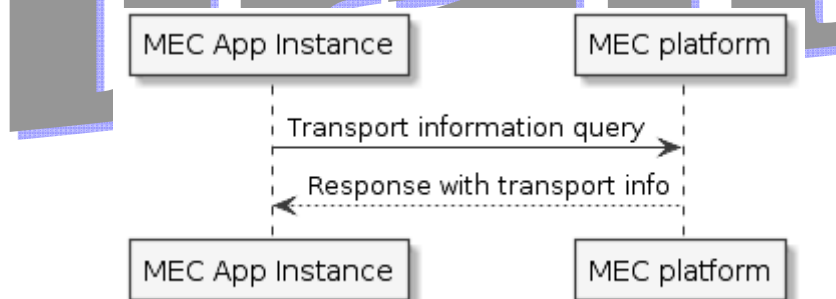 MEC App Instance MEC platform
Transport information query
Response with transport info
MEC App Instance MEC platform